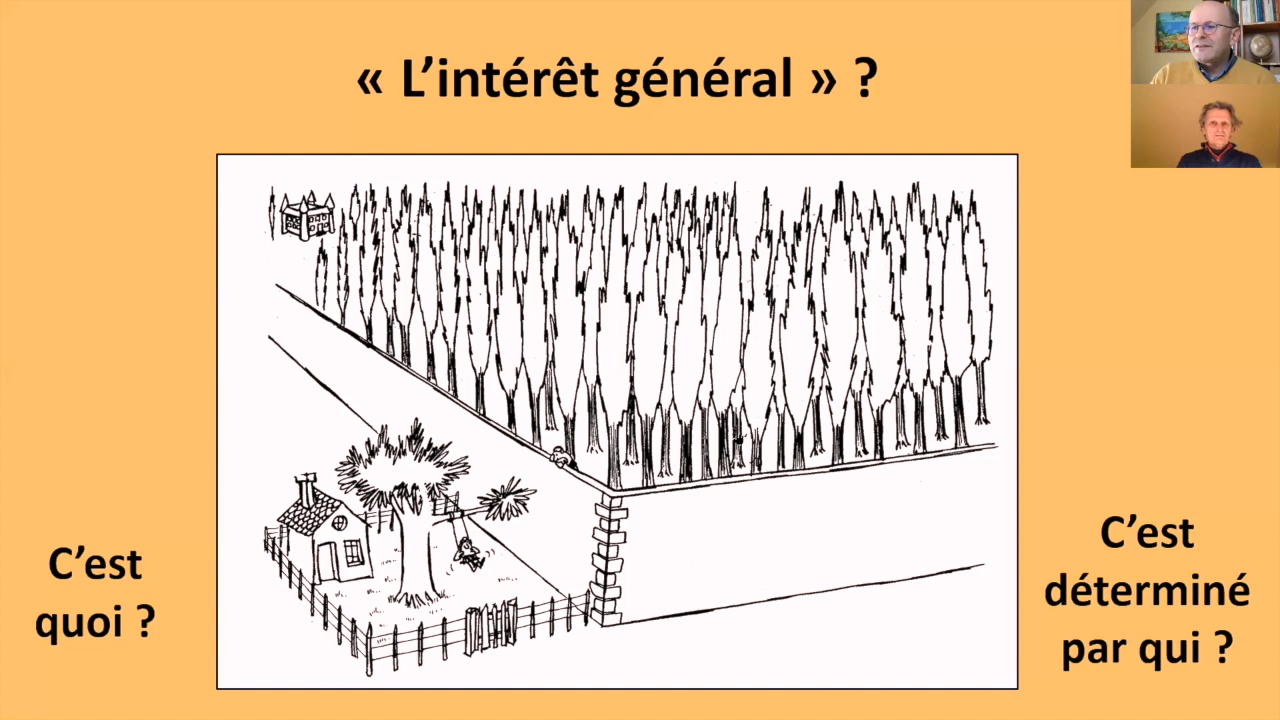 « L’intérêt général » ?
C’est
quoi ?
C’est
déterminé
par qui ?